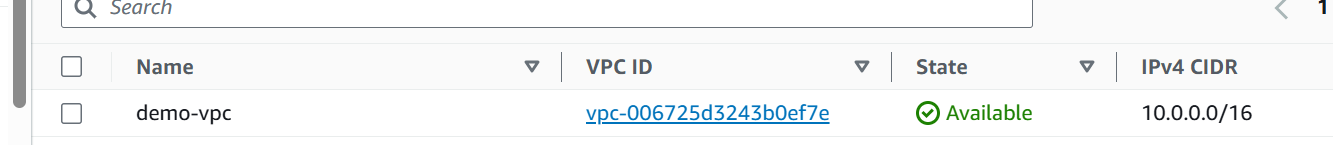 Search 1
Name VPC ID State IPv4 CIDR
demo-vpc vpc-006725d3243b0ef7e Available 10.0.0.0/16